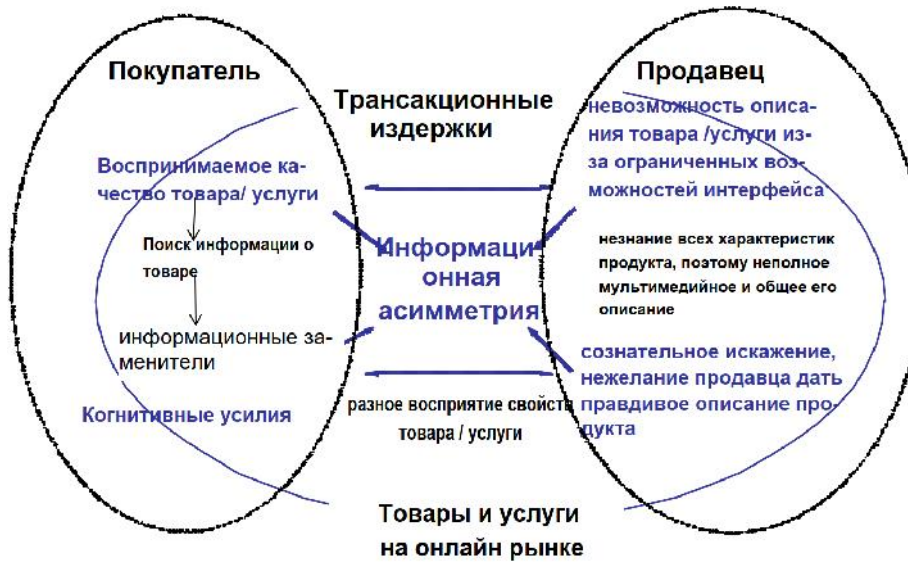 Покупатель
Продавец
Трансакционные
издержки
невозможность описа-
ния товара /услуги из-
за ограниченных воз-
можностей интерфейса
Воспринимаемое ка-
чество товара/ услуги
Поиск информации о
товаре
Информаци
онная
асимметрия
незнание всех характеристик
продукта, поэтому неполное
мультимедийное и общее его
описание
информационные за-
менители
сознательное искажение,
нежелание продавца дать
правдивое описание про-
дукта
Когнитивные усилия
разное восприятие свойств
товара / услуги
Товары и услуги
на онлайн рынке